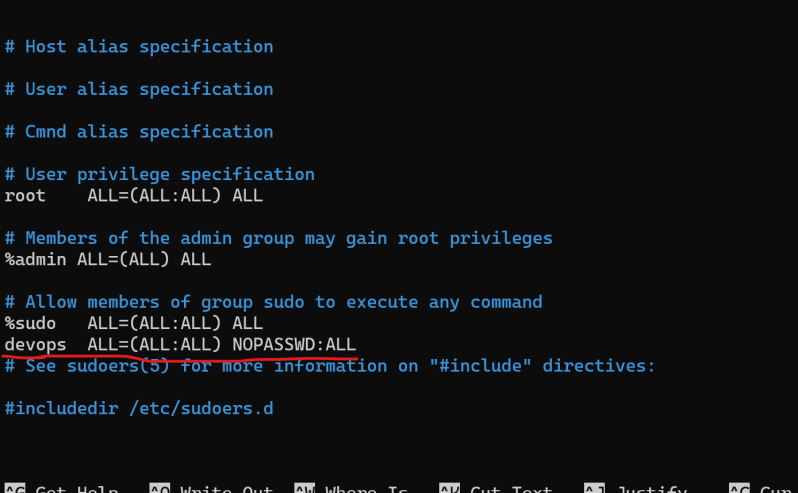 # Host alias specification
# User alias specification
# Cmnd alias specification
# User privilege specification
root    ALL=(ALL:ALL) ALL
# Members of the admin group may gain root privileges
%admin ALL=(ALL) ALL
# Allow members of group sudo to execute any command
%sudo   ALL=(ALL:ALL) ALL
devops  ALL=(ALL:ALL) NOPASSWD:ALL
# See sudoers(5) for more information on "#include" directives:
#includedir /etc/sudoers.d
^G Get Help   ^O Write Out  ^W Where Is   ^K Cut Text   ^J Justify    ^C Cur